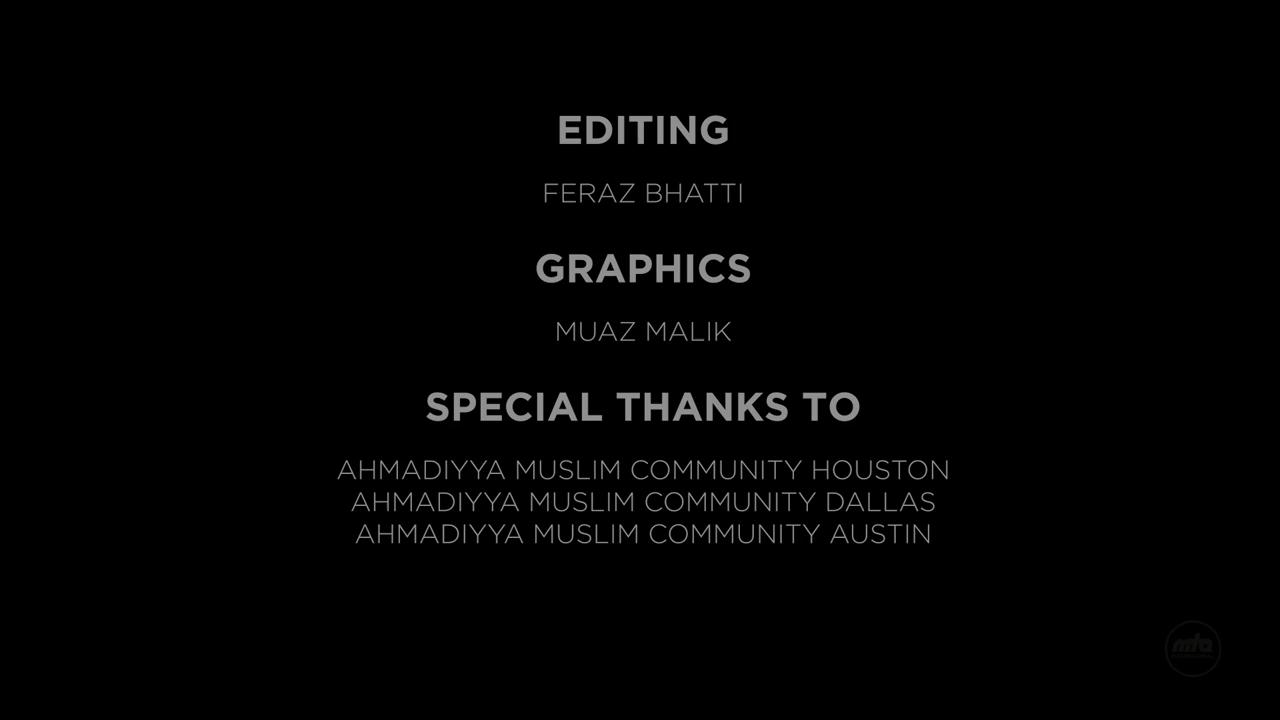 EDITING
FERAZ BHATTI
GRAPHICS
MUAZ MALIK
SPECIAL THANKS TO
AHMADIYYA MUSLIM COMMUNITY HOUSTON
AHMADIYYA MUSLIM COMMUNITY DALLAS
AHMADIYYA MUSLIM COMMUNITY AUSTIN
mta